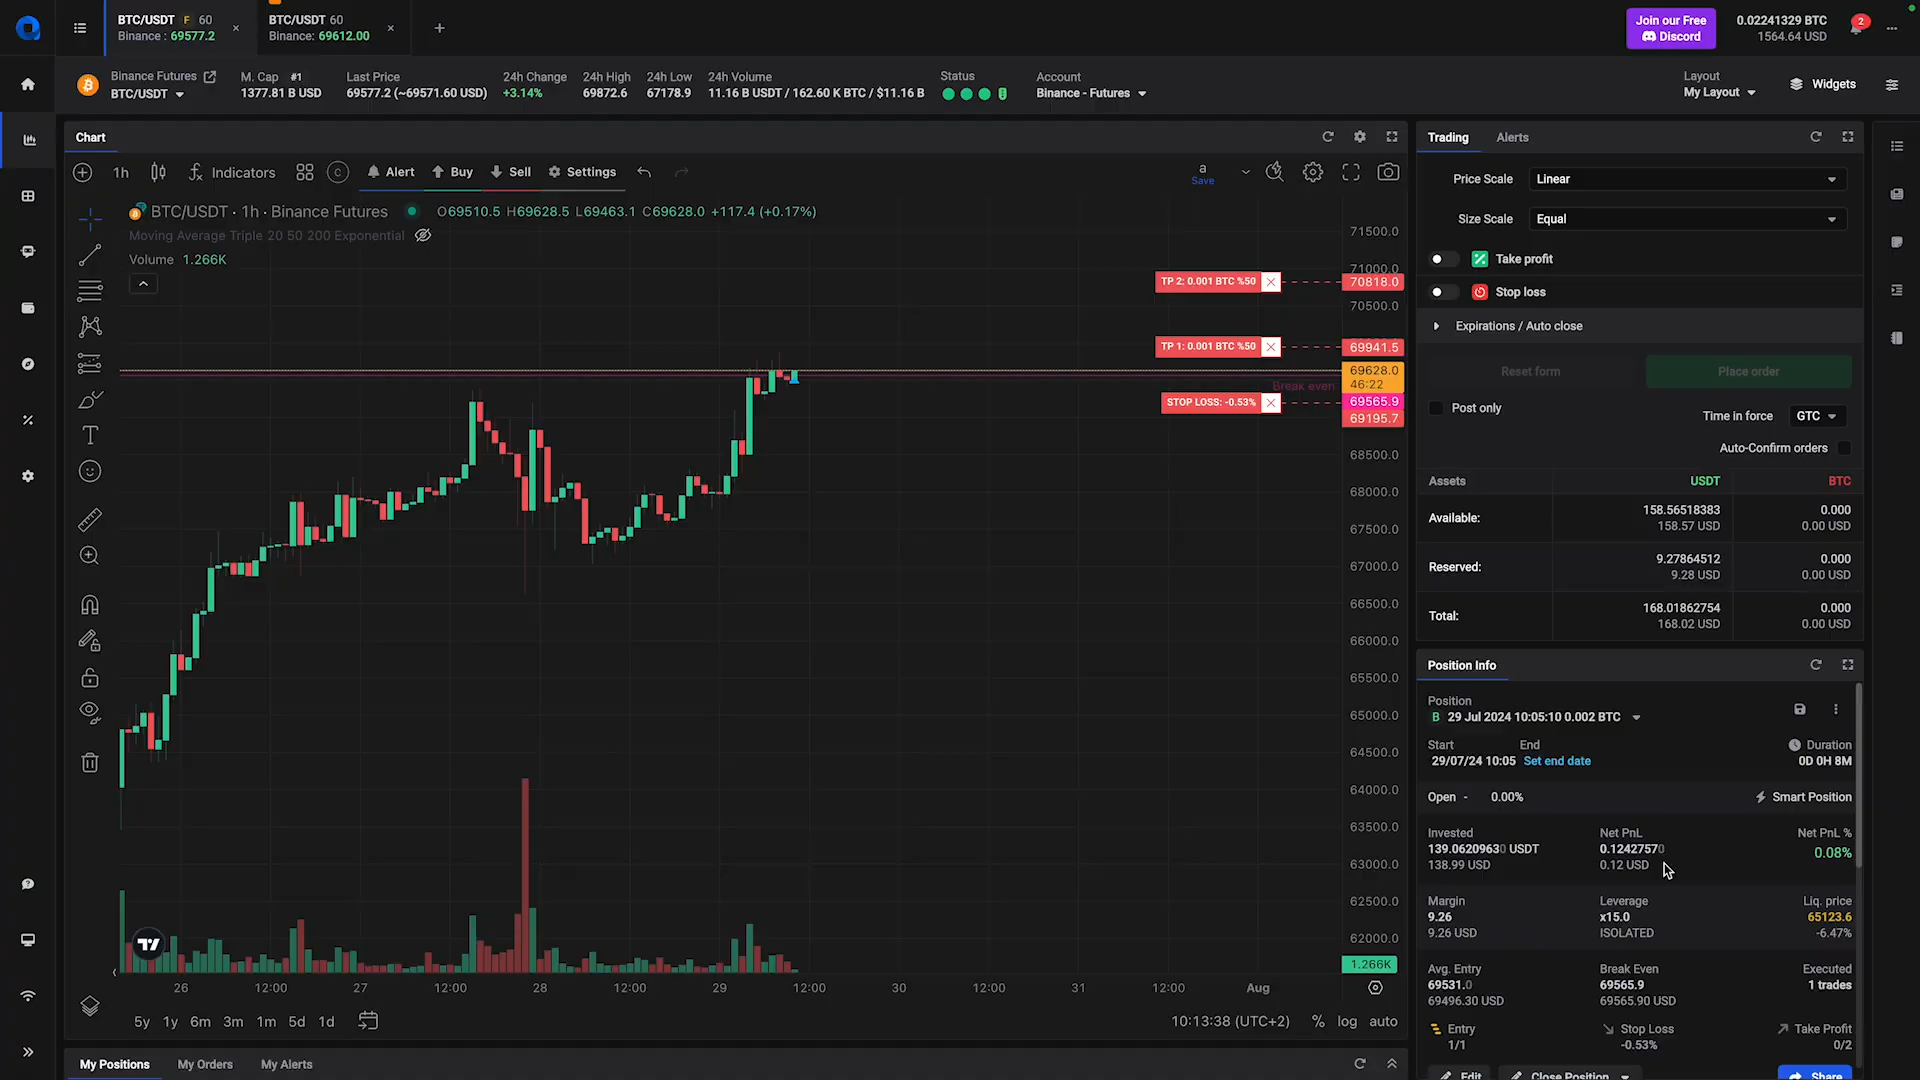 BTC/USDT F 60
Binance : 69577.2
×
BTC/USDT 60
Binance: 69612.00
×
+
Join our Free
Discord
0.02241329 BTC
1564.64 USD
2
Binance Futures
BTC/USDT
M. Cap #1
1377.81 B USD
Last Price
69577.2 (~69571.60 USD)
24h Change
+3.14%
24h High
69872.6
24h Low
67178.9
24h Volume
11.16 B USDT / 162.60 K BTC / $11.16 B
Status
Account
Binance - Futures
Layout
My Layout
Widgets
Chart
1h
Indicators
C
Alert
Buy
Sell
Settings
a
Save
BTC/USDT · 1h · Binance Futures
O69510.5 H69628.5 L69463.1 C69628.0 +117.4 (+0.17%)
Moving Average Triple 20 50 200 Exponential
Volume 1.266K
71500.0
71000.0
TP 2: 0.001 BTC %50
70818.0
70500.0
TP 1: 0.001 BTC %50
69941.5
69628.0
46:22
Break even
STOP LOSS: -0.53%
69565.9
69195.7
68500.0
68000.0
67500.0
67000.0
66500.0
66000.0
65500.0
65000.0
64500.0
64000.0
63500.0
63000.0
62500.0
62000.0
1.266K
26 12:00 27 12:00 28 12:00 29 12:00 30 12:00 31 12:00 Aug
5y 1y 6m 3m 1m 5d 1d
10:13:38 (UTC+2) % log auto
My Positions My Orders My Alerts
Trading Alerts
Price Scale Linear
Size Scale Equal
Take profit
Stop loss
Expirations / Auto close
Reset form Place order
Post only
Time in force GTC
Auto-Confirm orders
Assets USDT BTC
Available: 158.56518383 0.000
158.57 USD 0.00 USD
Reserved: 9.27864512 0.000
9.28 USD 0.00 USD
Total: 168.01862754 0.000
168.02 USD 0.00 USD
Position Info
Position
B 29 Jul 2024 10:05:10 0.002 BTC
Start End Duration
29/07/24 10:05 Set end date 0D 0H 8M
Open - 0.00% Smart Position
Invested Net PnL Net PnL %
139.06209630 USDT 0.12427570 0.08%
138.99 USD 0.12 USD
Margin Leverage Liq. price
9.26 x15.0 65123.6
9.26 USD ISOLATED -6.47%
Avg. Entry Break Even Executed
69531.0 69565.9 1 trades
69496.30 USD 69565.90 USD
Entry Stop Loss Take Profit
1/1 -0.53% 0/2
Edit Close Position Share